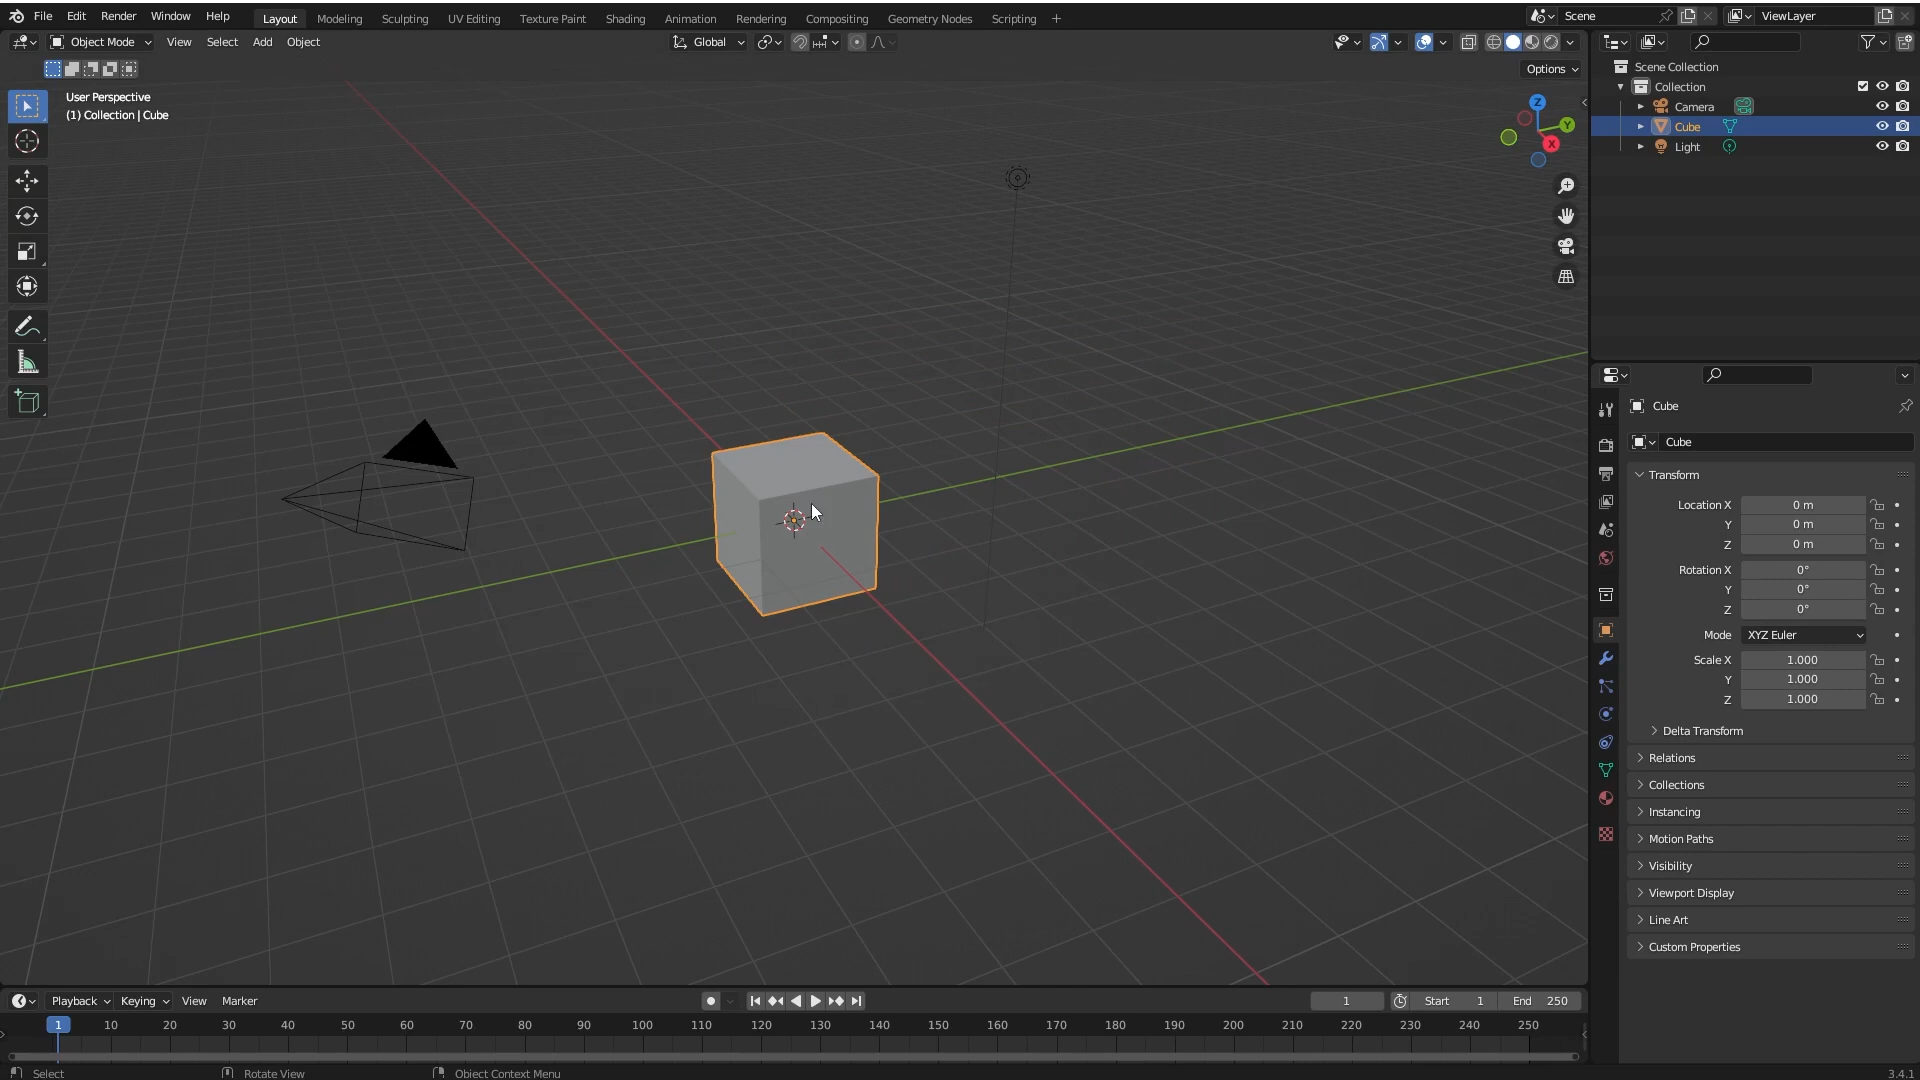 File Edit Render Window Help Layout Modeling Sculpting UV Editing Texture Paint Shading Animation Rendering Compositing Geometry Nodes Scripting + Scene ViewLayer
Object Mode View Select Add Object Global
Options
User Perspective
(1) Collection | Cube
Z
Y
X
Scene Collection
Collection
Camera
Cube
Light
Cube
Cube
Transform
Location X 0 m
Y 0 m
Z 0 m
Rotation X 0°
Y 0°
Z 0°
Mode XYZ Euler
Scale X 1.000
Y 1.000
Z 1.000
Delta Transform
Relations
Collections
Instancing
Motion Paths
Visibility
Viewport Display
Line Art
Custom Properties
Playback Keying View Marker 1 Start 1 End 250
1 10 20 30 40 50 60 70 80 90 100 110 120 130 140 150 160 170 180 190 200 210 220 230 240 250
Select Rotate View Object Context Menu 3.4.1